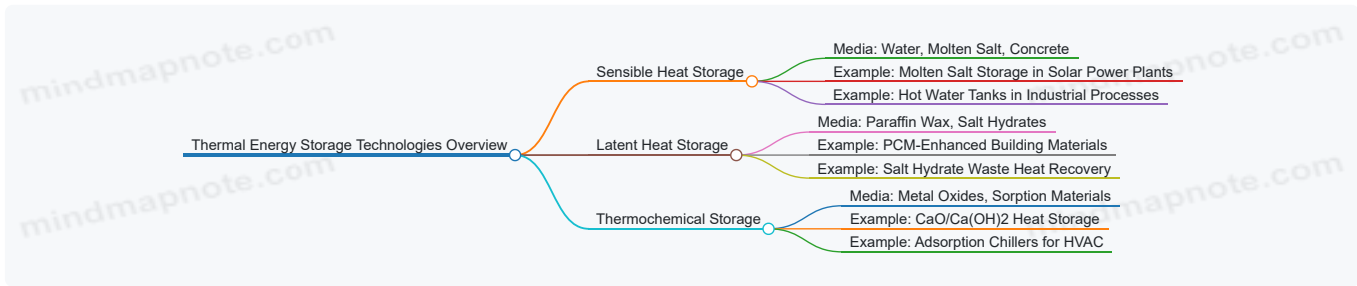 mindmapnote.com
mindmapnote.com
Thermal Energy Storage Technologies Overview
Sensible Heat Storage
Media: Water, Molten Salt, Concrete
Example: Molten Salt Storage in Solar Power Plants
Example: Hot Water Tanks in Industrial Processes
Latent Heat Storage
Media: Paraffin Wax, Salt Hydrates
Example: PCM-Enhanced Building Materials
Example: Salt Hydrate Waste Heat Recovery
Thermochemical Storage
Media: Metal Oxides, Sorption Materials
Example: CaO/Ca(OH)2 Heat Storage
Example: Adsorption Chillers for HVAC
mindmapnote.com
mindmapnote.com